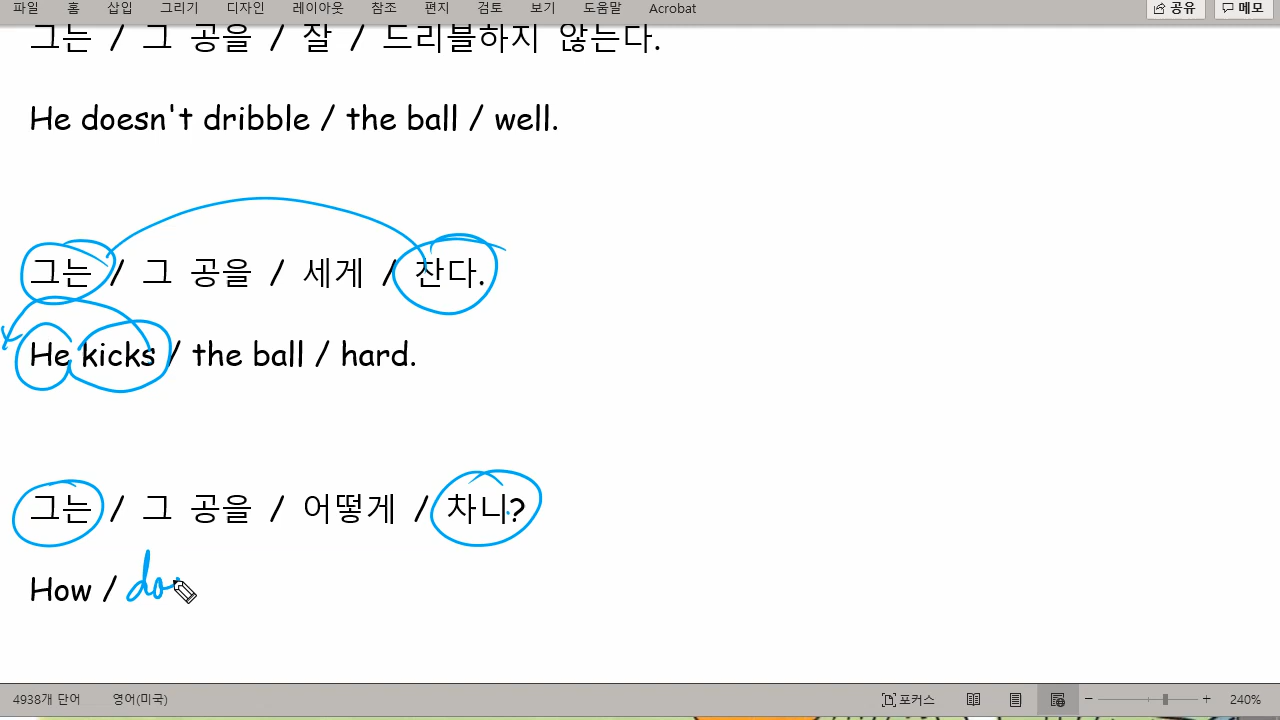 파일 홈 삽입 그리기 디자인 레이아웃 참조 편지 검토 보기 도움말 Acrobat 공유 메모
그는 / 그 공을 / 잘 / 드리블하지 않는다.
He doesn't dribble / the ball / well.
그는 / 그 공을 / 세게 / 찬다.
He kicks / the ball / hard.
그는 / 그 공을 / 어떻게 / 차니?
How / do
4938개 단어 영어(미국) 포커스 240%